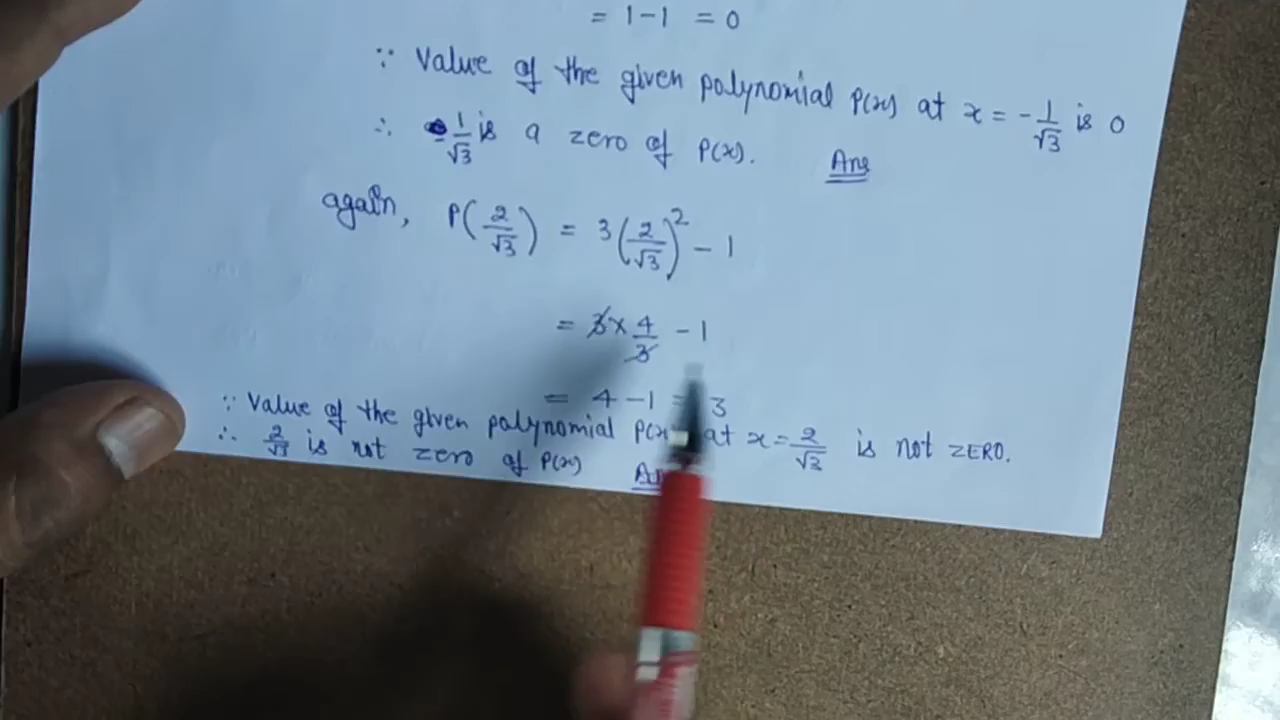 = 1-1 = 0
∵ Value of the given polynomial P(x) at x = -1/√3 is 0
∴ -1/√3 is a zero of P(x). Ans
again, P(2/√3) = 3(2/√3)² - 1
= 3 x 4/3 - 1
= 4 - 1 = 3
∵ Value of the given polynomial P(x) at x = 2/√3 is not ZERO.
∴ 2/√3 is not zero of P(x)